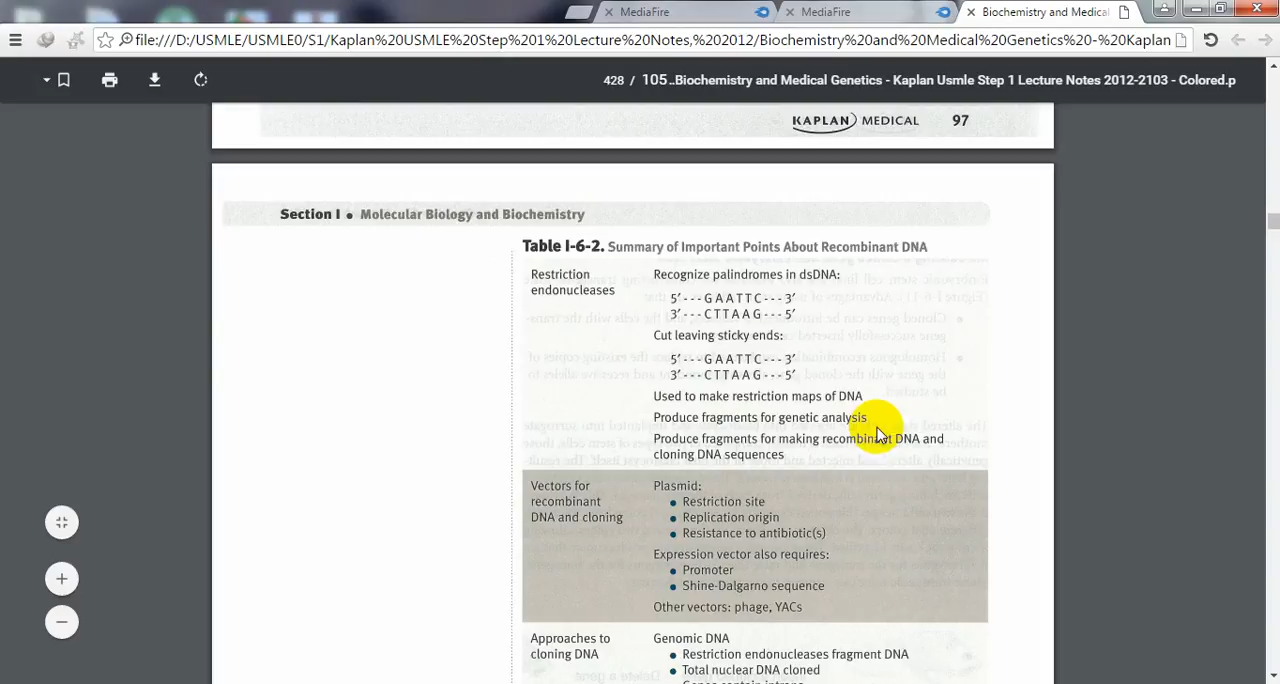 MediaFire
MediaFire
Biochemistry and Medical
file:///D:/USMLE/USMLE0/S1/Kaplan%20USMLE%20Step%201%20Lecture%20Notes,%202012/Biochemistry%20and%20Medical%20Genetics%20-%20Kaplan
428 / 105..Biochemistry and Medical Genetics - Kaplan Usmle Step 1 Lecture Notes 2012-2103 - Colored.p
KAPLAN MEDICAL 97
Section I • Molecular Biology and Biochemistry
Table I-6-2. Summary of Important Points About Recombinant DNA
Restriction
endonucleases
Recognize palindromes in dsDNA:
5′---GAATTC---3′
3′---CTTAAG---5′
Cut leaving sticky ends:
5′---GAATTC---3′
3′---CTTAAG---5′
Used to make restriction maps of DNA
Produce fragments for genetic analysis
Produce fragments for making recombinant DNA and
cloning DNA sequences
Vectors for
recombinant
DNA and cloning
Plasmid:
• Restriction site
• Replication origin
• Resistance to antibiotic(s)
Expression vector also requires:
• Promoter
• Shine-Dalgarno sequence
Other vectors: phage, YACs
Approaches to
cloning DNA
Genomic DNA
• Restriction endonucleases fragment DNA
• Total nuclear DNA cloned
• Genes contain introns